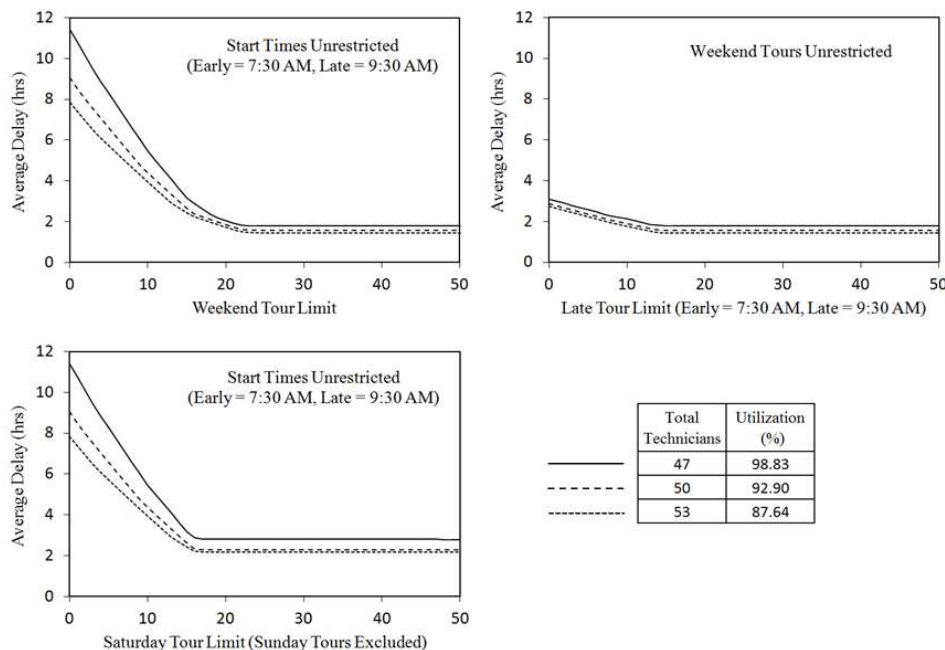 12
10
8
6
4
2
0
Average Delay (hrs)
Start Times Unrestricted
(Early = 7:30 AM, Late = 9:30 AM)
0 10 20 30 40 50
Weekend Tour Limit
12
10
8
6
4
2
0
Average Delay (hrs)
Weekend Tours Unrestricted
0 10 20 30 40 50
Late Tour Limit (Early = 7:30 AM, Late = 9:30 AM)
12
10
8
6
4
2
0
Average Delay (hrs)
Start Times Unrestricted
(Early = 7:30 AM, Late = 9:30 AM)
0 10 20 30 40 50
Saturday Tour Limit (Sunday Tours Excluded)
Total Utilization
Technicians (%)
47 98.83
50 92.90
53 87.64